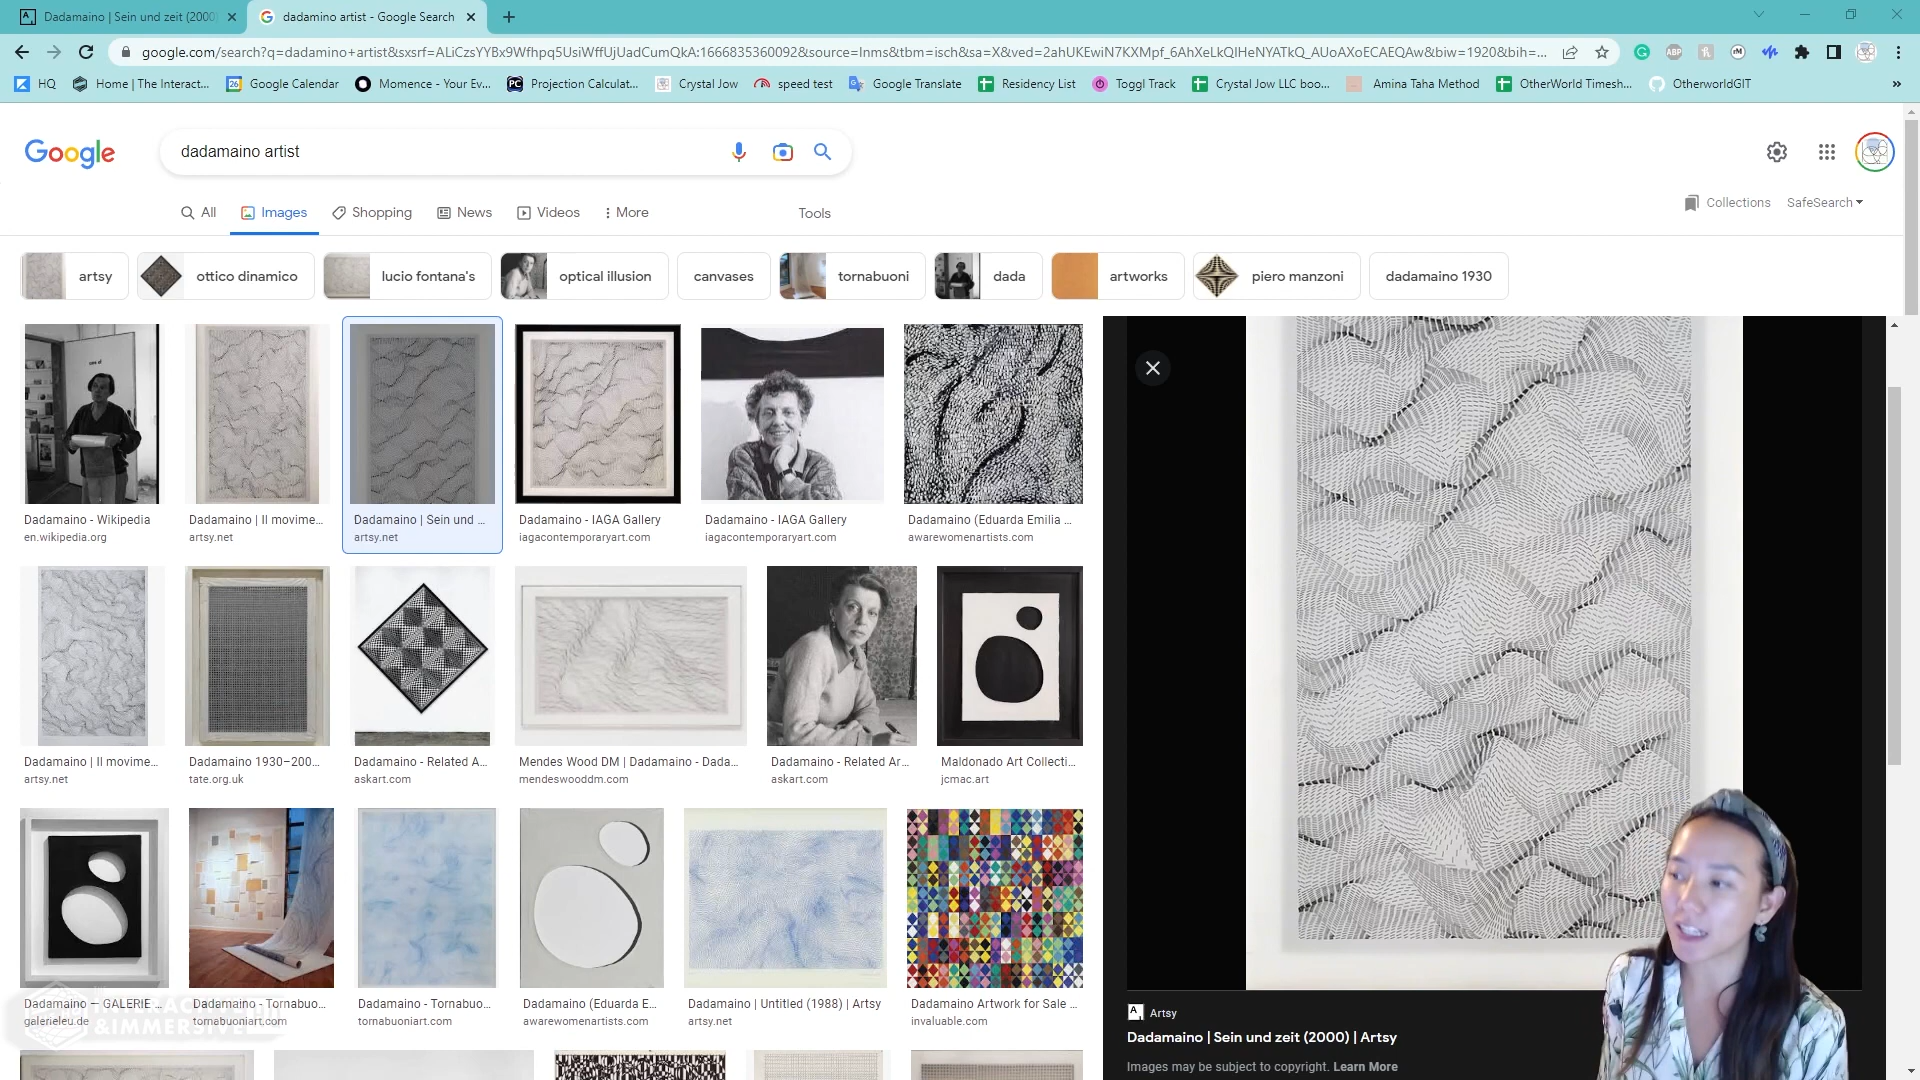 Dadamaino | Sein und zeit (2000)
dadamino artist - Google Search
google.com/search?q=dadamino+artist&sxsrf=ALiCzsYYBx9Wfhpq5UsiWffUjUadCumQkA:1666835360092&source=lnms&tbm=isch&sa=X&ved=2ahUKEwiN7KXMpf_6AhXeLkQIHeNYATkQ_AUoAXoECAEQAw&biw=1920&bih=...
HQ
Home | The Interact...
26
Google Calendar
Momence - Your Ev...
Projection Calculat...
Crystal Jow
speed test
Google Translate
Residency List
Toggl Track
Crystal Jow LLC boo...
Amina Taha Method
OtherWorld Timesh...
OtherworldGIT
»
Google
dadamaino artist
All
Images
Shopping
News
Videos
More
Tools
Collections
SafeSearch
artsy
ottico dinamico
lucio fontana's
optical illusion
canvases
tornabuoni
dada
artworks
piero manzoni
dadamaino 1930
Dadamaino - Wikipedia
en.wikipedia.org
Dadamaino | Il movime...
artsy.net
Dadamaino | Sein und ...
artsy.net
Dadamaino - IAGA Gallery
iagacontemporaryart.com
Dadamaino - IAGA Gallery
iagacontemporaryart.com
Dadamaino (Eduarda Emilia ...
awarewomenartists.com
Dadamaino | Il movime...
artsy.net
Dadamaino 1930–200...
tate.org.uk
Dadamaino - Related A...
askart.com
Mendes Wood DM | Dadamaino - Dada...
mendeswooddm.com
Dadamaino - Related Ar...
askart.com
Maldonado Art Collecti...
jcmac.art
Dadamaino — GALERIE ...
galerieleu.de
Dadamaino - Tornabuo...
tornabuoniart.com
Dadamaino - Tornabuo...
tornabuoniart.com
Dadamaino (Eduarda E...
awarewomenartists.com
Dadamaino | Untitled (1988) | Artsy
artsy.net
Dadamaino Artwork for Sale ...
invaluable.com
INTERACTIVE
&IMMERSIVE
HQ
Artsy
Dadamaino | Sein und zeit (2000) | Artsy
Images may be subject to copyright. Learn More